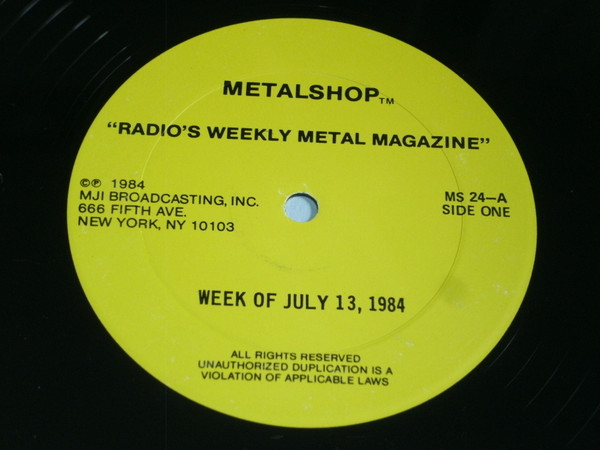 METALSHOP™
"RADIO'S WEEKLY METAL MAGAZINE"
©℗ 1984
MJI BROADCASTING, INC.
666 FIFTH AVE.
NEW YORK, NY 10103
MS 24—A
SIDE ONE
WEEK OF JULY 13, 1984
ALL RIGHTS RESERVED
UNAUTHORIZED DUPLICATION IS A
VIOLATION OF APPLICABLE LAWS